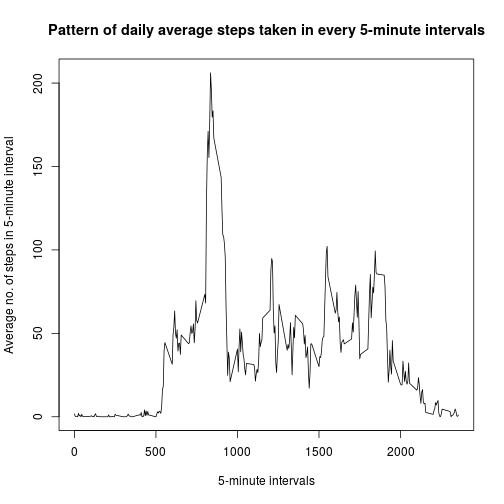 Pattern of daily average steps taken in every 5-minute intervals
Average no. of steps in 5-minute interval
200
150
100
50
0
0 500 1000 1500 2000
5-minute intervals